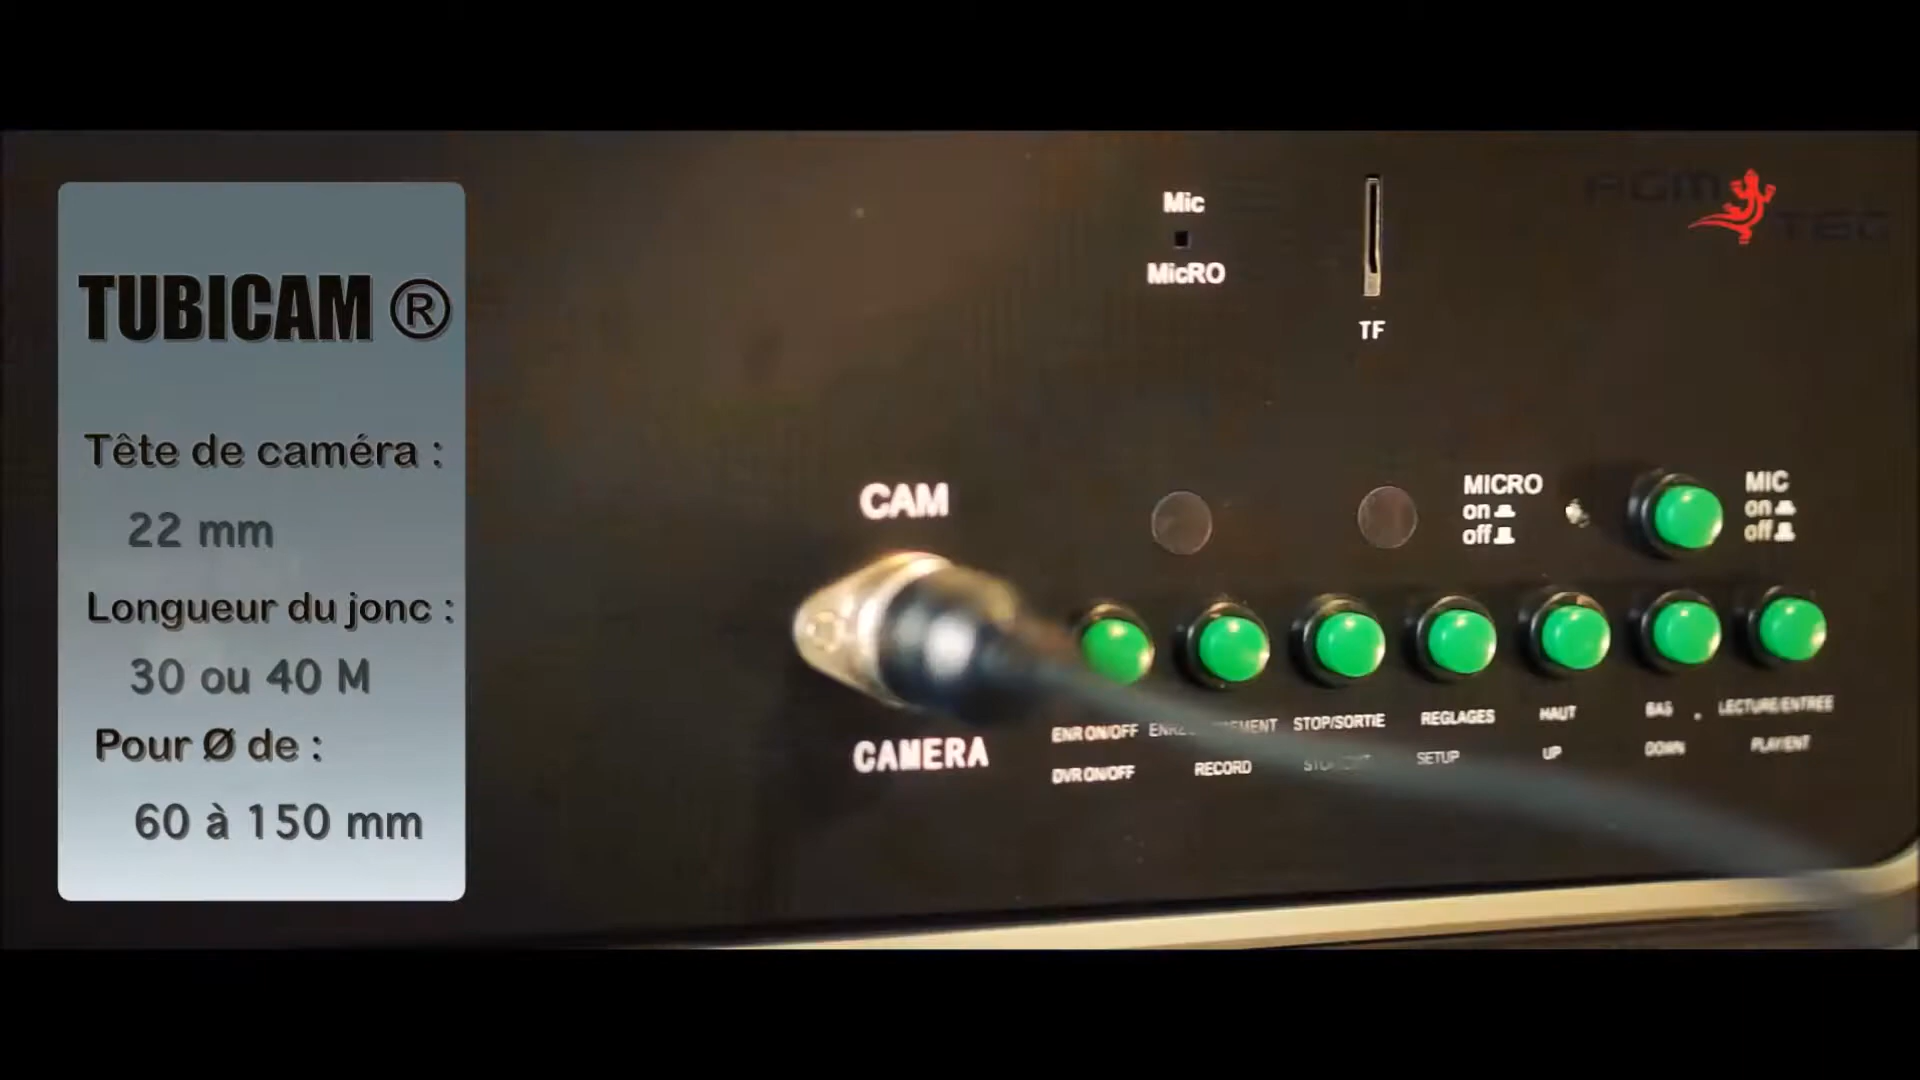 TUBICAM ®
Tête de caméra :
22 mm
Longueur du jonc :
30 ou 40 M
Pour Ø de :
60 à 150 mm
Mic
MicRO
TF
AGM TEC
CAM
CAMERA
MICRO
on
off
MIC
on
off
ENR ON/OFF
STOP/SORTIE
REGLAGES
HAUT
BAS
LECTURE/ENTREE
DVR ON/OFF
RECORD
SETUP
UP
DOWN
PLAY/ENT